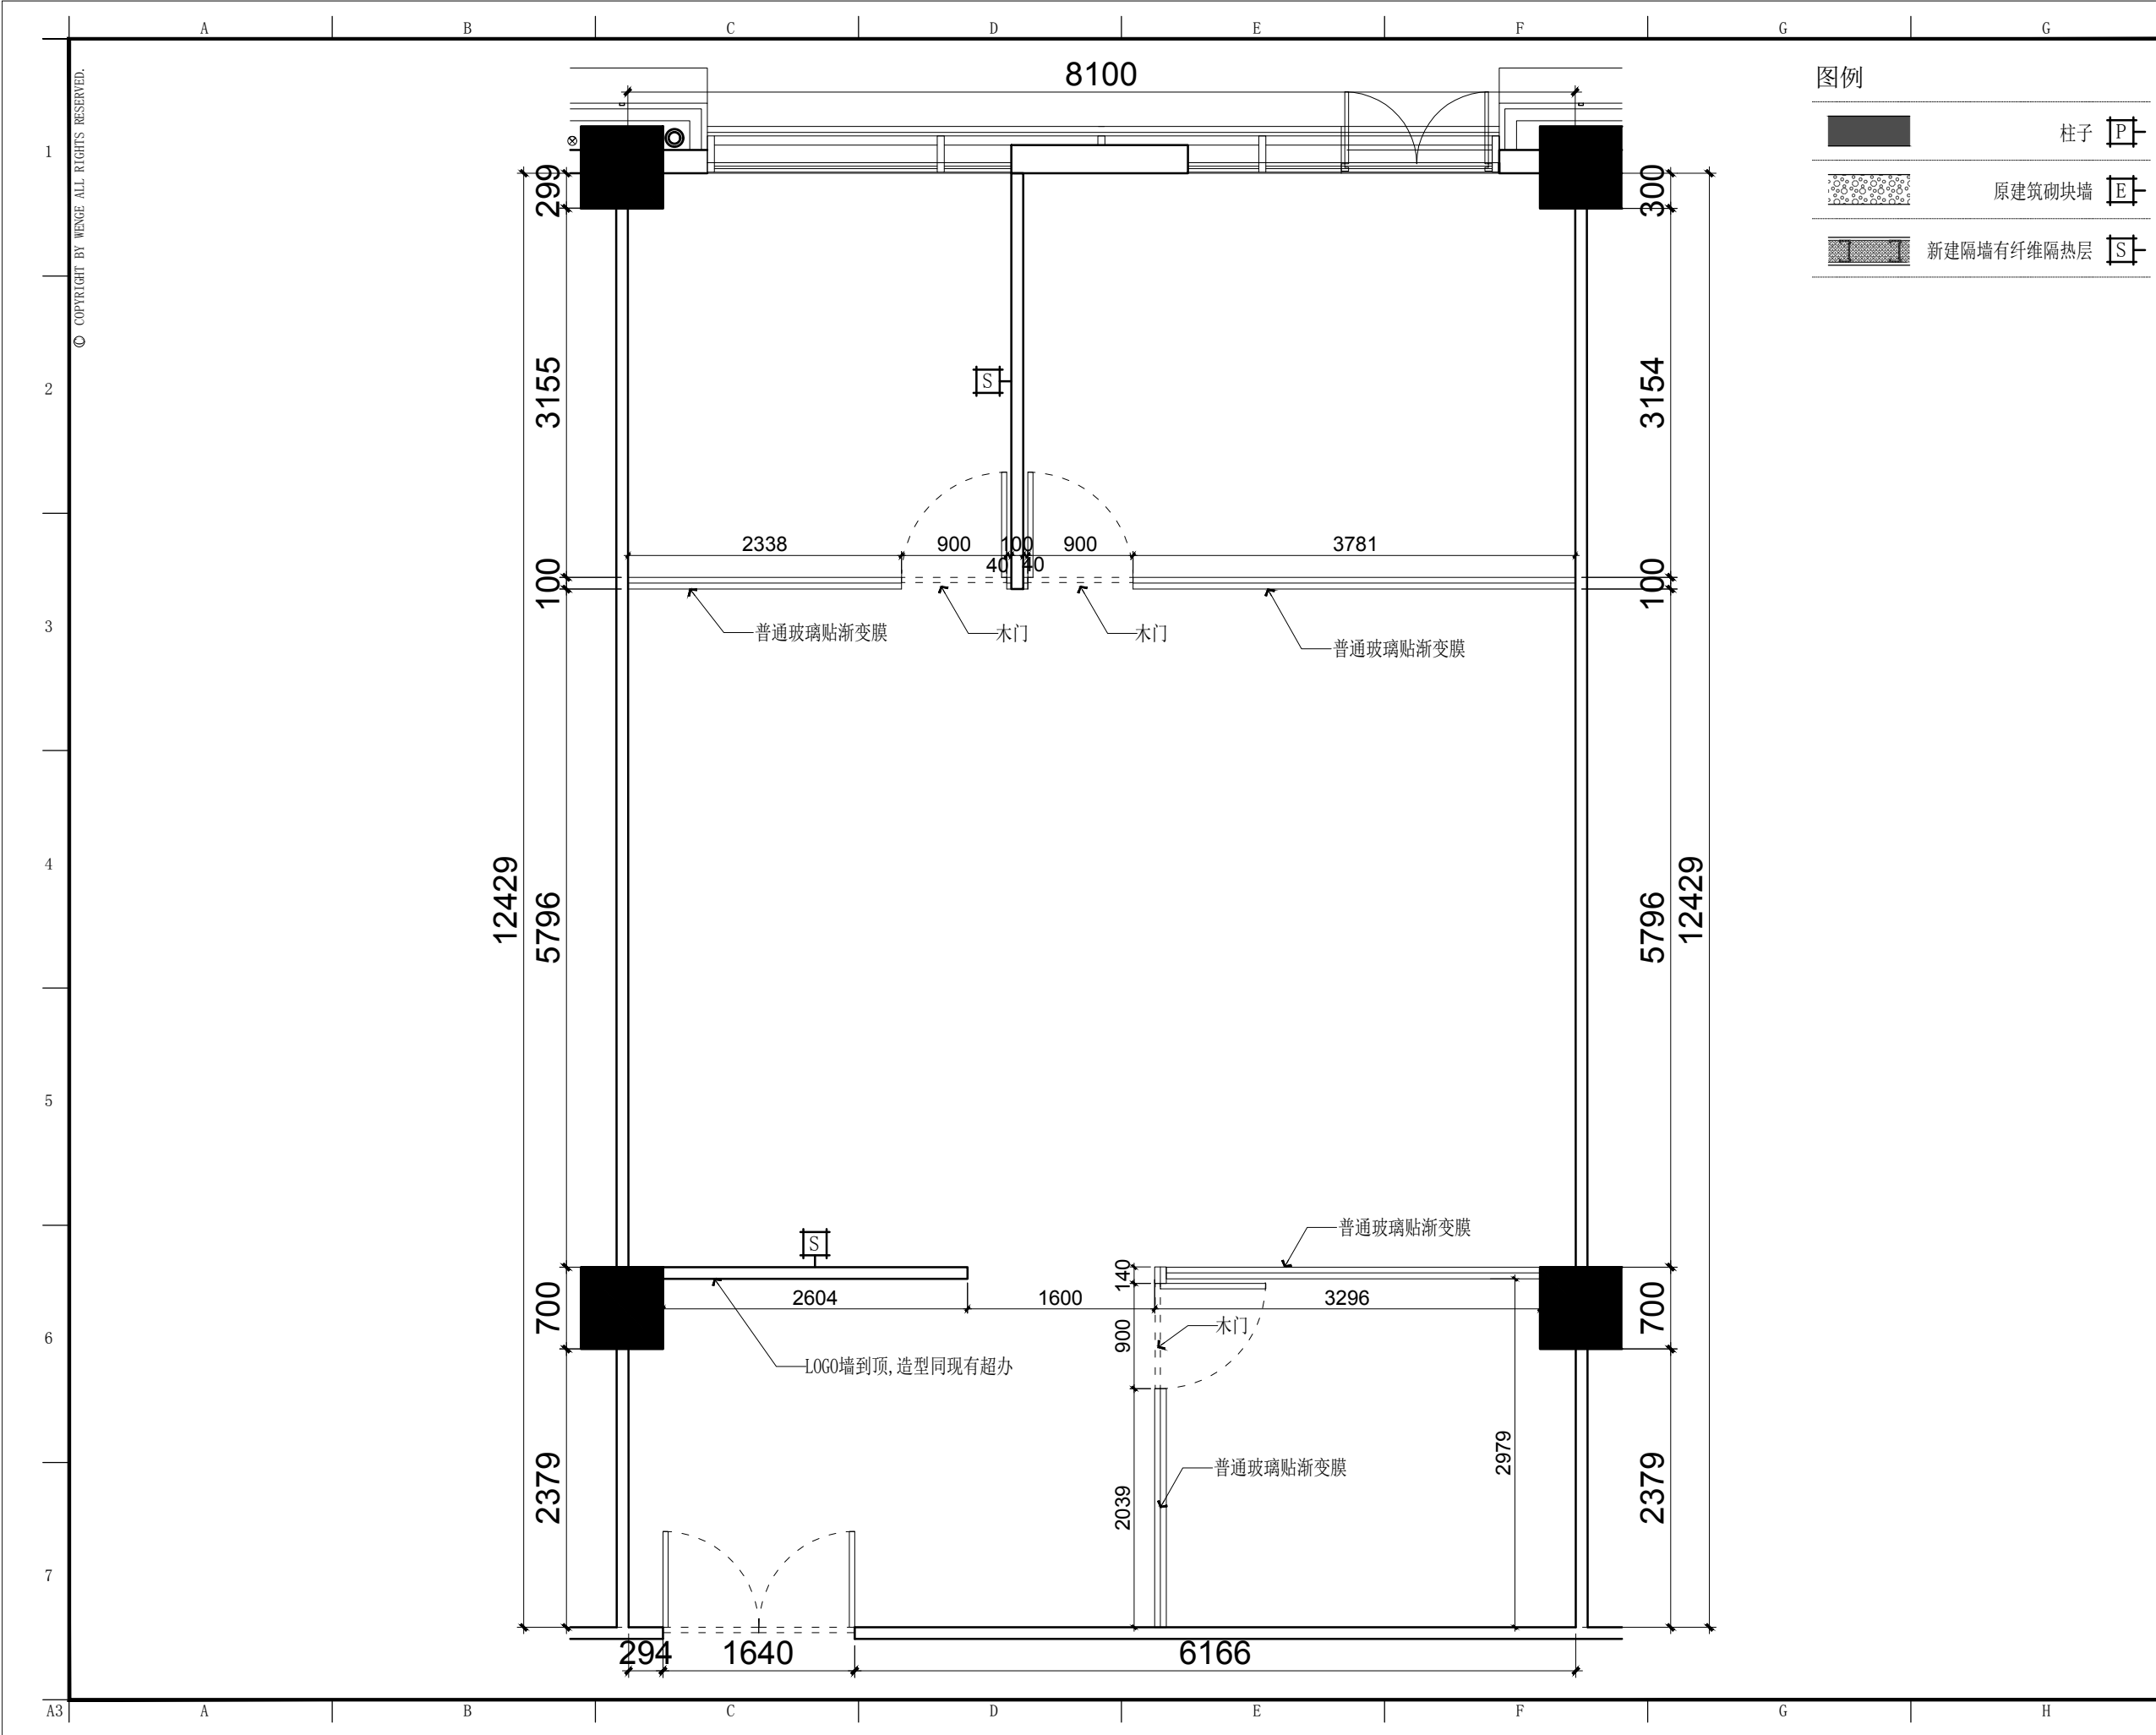 A B C D E F G G
© COPYRIGHT BY WENGE ALL RIGHTS RESERVED.
1
2
3
4
5
6
7
8100
图例
柱子 P
原建筑砌块墙 E
新建隔墙有纤维隔热层 S
299
300
3155
3154
S
2338 900 100 900 3781
40 40
100
100
普通玻璃贴渐变膜
木门
木门
普通玻璃贴渐变膜
12429
5796
5796
12429
S
普通玻璃贴渐变膜
140
2604 1600 3296
700
700
900
木门
LOGO墙到顶,造型同现有超办
2979
2379
2039
普通玻璃贴渐变膜
2379
294 1640 6166
A3 A B C D E F G H